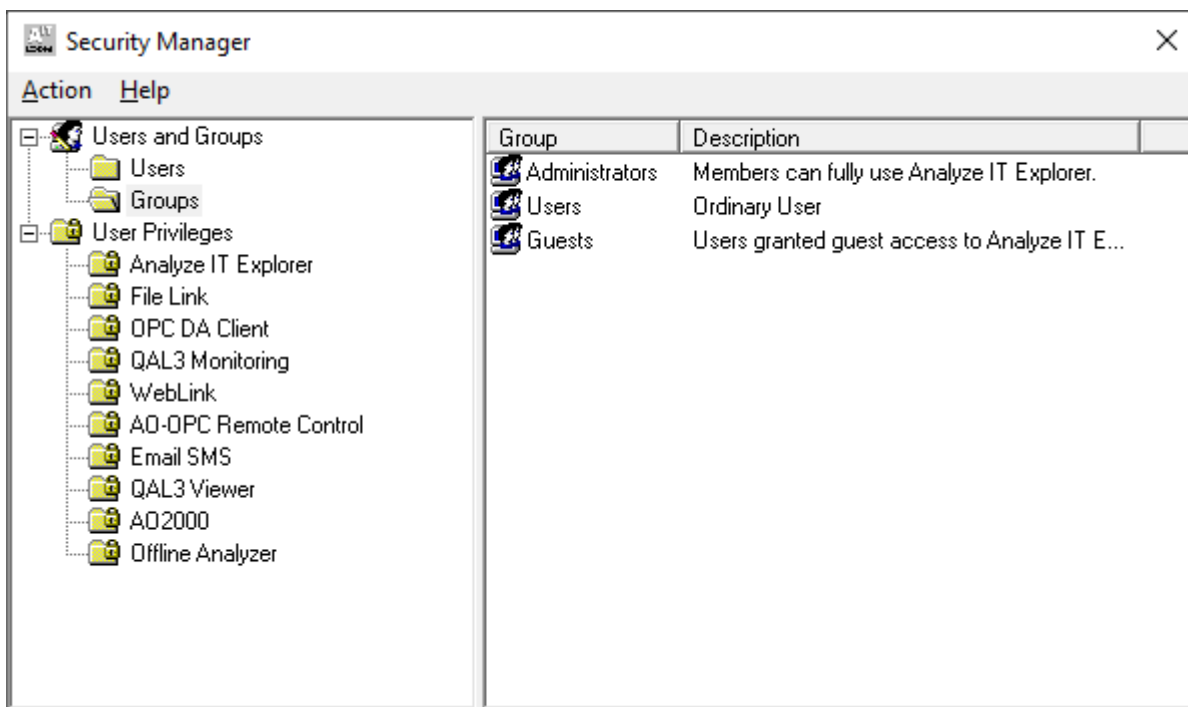 Security Manager
Action Help
Users and Groups
Users
Groups
User Privileges
Analyze IT Explorer
File Link
OPC DA Client
QAL3 Monitoring
WebLink
AO-OPC Remote Control
Email SMS
QAL3 Viewer
AO2000
Offline Analyzer
Group Description
Administrators Members can fully use Analyze IT Explorer.
Users Ordinary User
Guests Users granted guest access to Analyze IT E...